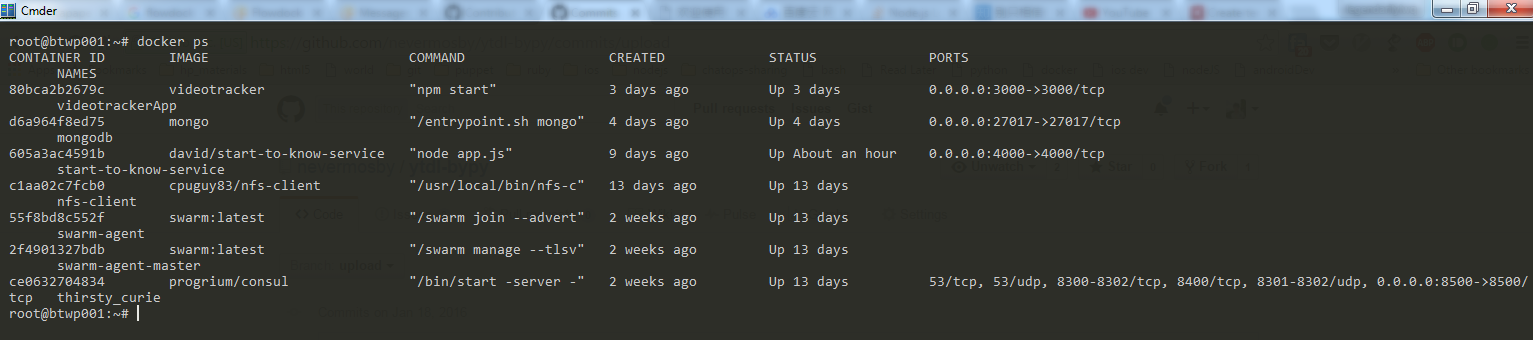 Cmder
root@btwp001:~# docker ps
CONTAINER ID        IMAGE                         COMMAND                  CREATED             STATUS              PORTS
      NAMES
80bca2b2679c        videotracker                  "npm start"              3 days ago          Up 3 days           0.0.0.0:3000->3000/tcp
      videotrackerApp
d6a964f8ed75        mongo                         "/entrypoint.sh mongo"   4 days ago          Up 4 days           0.0.0.0:27017->27017/tcp
      mongodb
605a3ac4591b        david/start-to-know-service   "node app.js"            9 days ago          Up About an hour    0.0.0.0:4000->4000/tcp
      start-to-know-service
c1aa02c7fcb0        cpuguy83/nfs-client           "/usr/local/bin/nfs-c"   13 days ago         Up 13 days
      nfs-client
55f8bd8c552f        swarm:latest                  "/swarm join --advert"   2 weeks ago         Up 13 days
      swarm-agent
2f4901327bdb        swarm:latest                  "/swarm manage --tlsv"   2 weeks ago         Up 13 days
      swarm-agent-master
ce0632704834        progrium/consul               "/bin/start -server -"   2 weeks ago         Up 13 days          53/tcp, 53/udp, 8300-8302/tcp, 8400/tcp, 8301-8302/udp, 0.0.0.0:8500->8500/
tcp   thirsty_curie
root@btwp001:~#